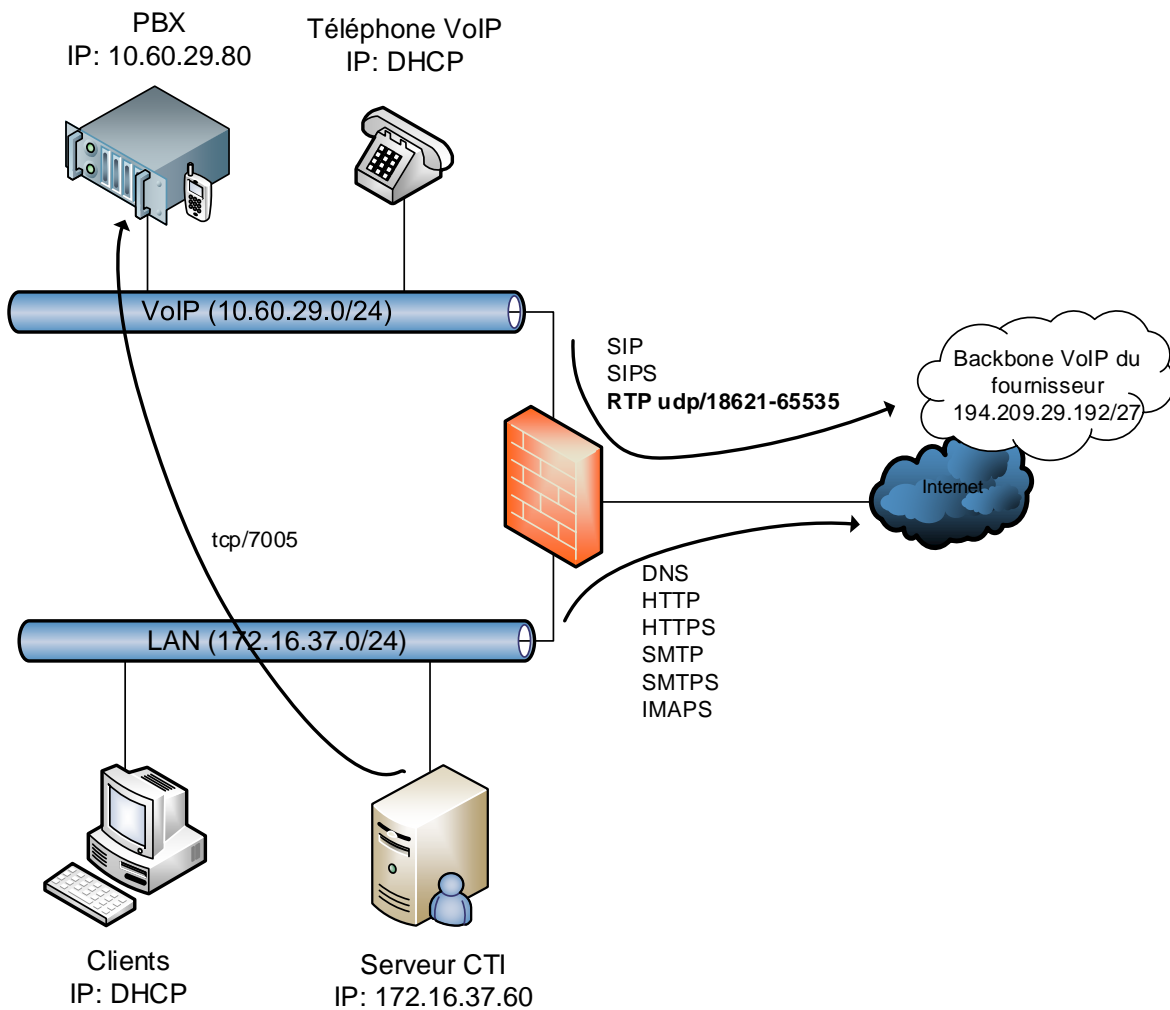 PBX
IP: 10.60.29.80
Téléphone VoIP
IP: DHCP
VoIP (10.60.29.0/24)
SIP
SIPS
RTP udp/18621-65535
Backbone VoIP du
fournisseur
194.209.29.192/27
Internet
tcp/7005
DNS
HTTP
HTTPS
SMTP
SMTPS
IMAPS
LAN (172.16.37.0/24)
Clients
IP: DHCP
Serveur CTI
IP: 172.16.37.60